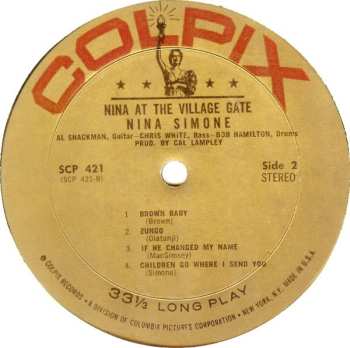 COLPIX
NINA AT THE VILLAGE GATE
NINA SIMONE
AL SHACKMAN, Guitar—CHRIS WHITE, Bass—BOB HAMILTON, Drums
PROD. BY CAL LAMPLEY
SCP 421
(SCP 421-B)
Side 2
STEREO
1 BROWN BABY
(Brown)
2. ZUNGO
(Olatunji)
3. IF HE CHANGED MY NAME
(MacGimsey)
4. CHILDREN GO WHERE I SEND YOU
(Simone)
33⅓ LONG PLAY
© COLPIX RECORDS • A DIVISION OF COLUMBIA PICTURES CORPORATION • NEW YORK, N.Y. MADE IN U.S.A.